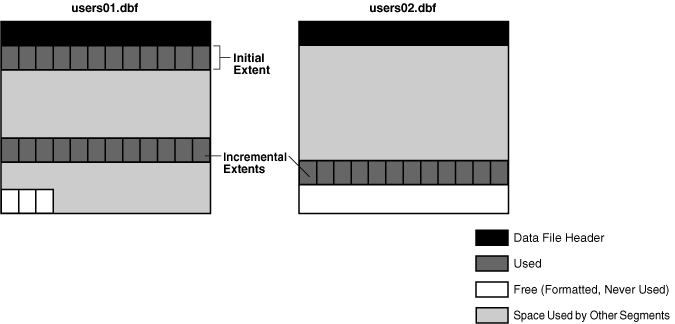 users01.dbf
users02.dbf
Initial
Extent
Incremental
Extents
Data File Header
Used
Free (Formatted, Never Used)
Space Used by Other Segments